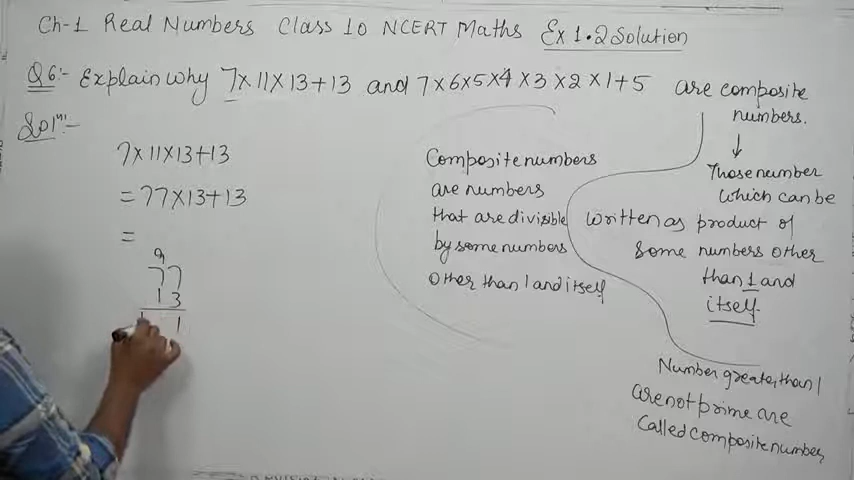 Ch-1 Real Numbers Class 10 NCERT Maths Ex 1.2 Solution
Q6:- Explain why 7×11×13+13 and 7×6×5×4×3×2×1+5 are composite
numbers.
Solⁿ:-
7×11×13+13
= 77×13+13
=
9
77
13
1
Composite numbers
are numbers
that are divisible
by some numbers
other than 1 and itself
Those number
which can be
written as product of
some numbers other
than 1 and
itself.
Number greater than 1
are not prime are
called composite number